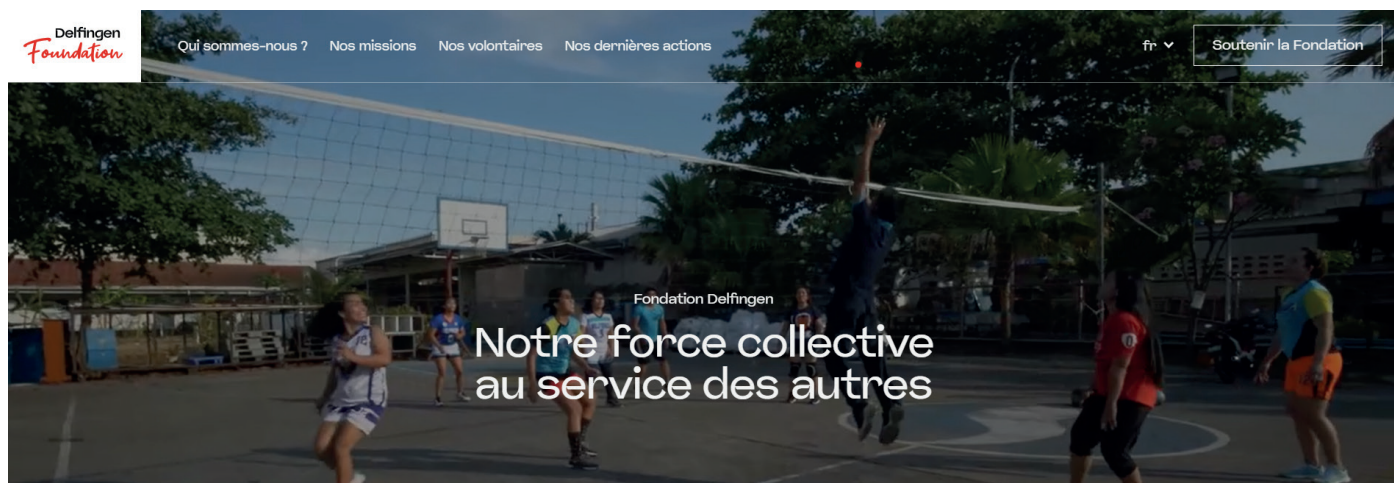 Delfingen
Foundation
Qui sommes-nous ?
Nos missions
Nos volontaires
Nos dernières actions
fr
Soutenir la Fondation
Fondation Delfingen
Notre force collective
au service des autres